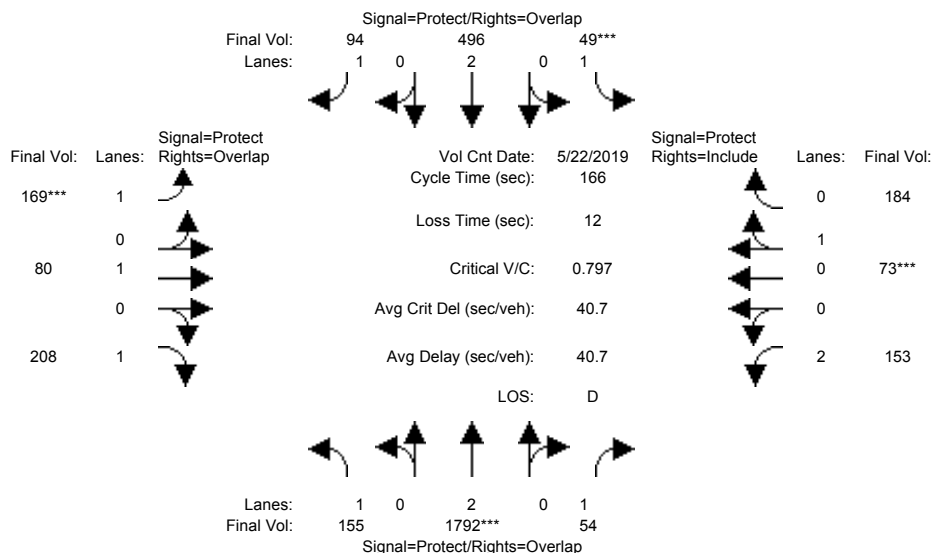 Signal=Protect/Rights=Overlap
Final Vol: 94 496 49***
Lanes: 1 0 2 0 1
Signal=Protect Signal=Protect
Final Vol: Lanes: Rights=Overlap Vol Cnt Date: 5/22/2019 Rights=Include Lanes: Final Vol:
Cycle Time (sec): 166
169*** 1 0 184
Loss Time (sec): 12
0 1
80 1 Critical V/C: 0.797 0 73***
0 Avg Crit Del (sec/veh): 40.7 0
208 1 Avg Delay (sec/veh): 40.7 2 153
LOS: D
Lanes: 1 0 2 0 1
Final Vol: 155 1792*** 54
Signal=Protect/Rights=Overlap